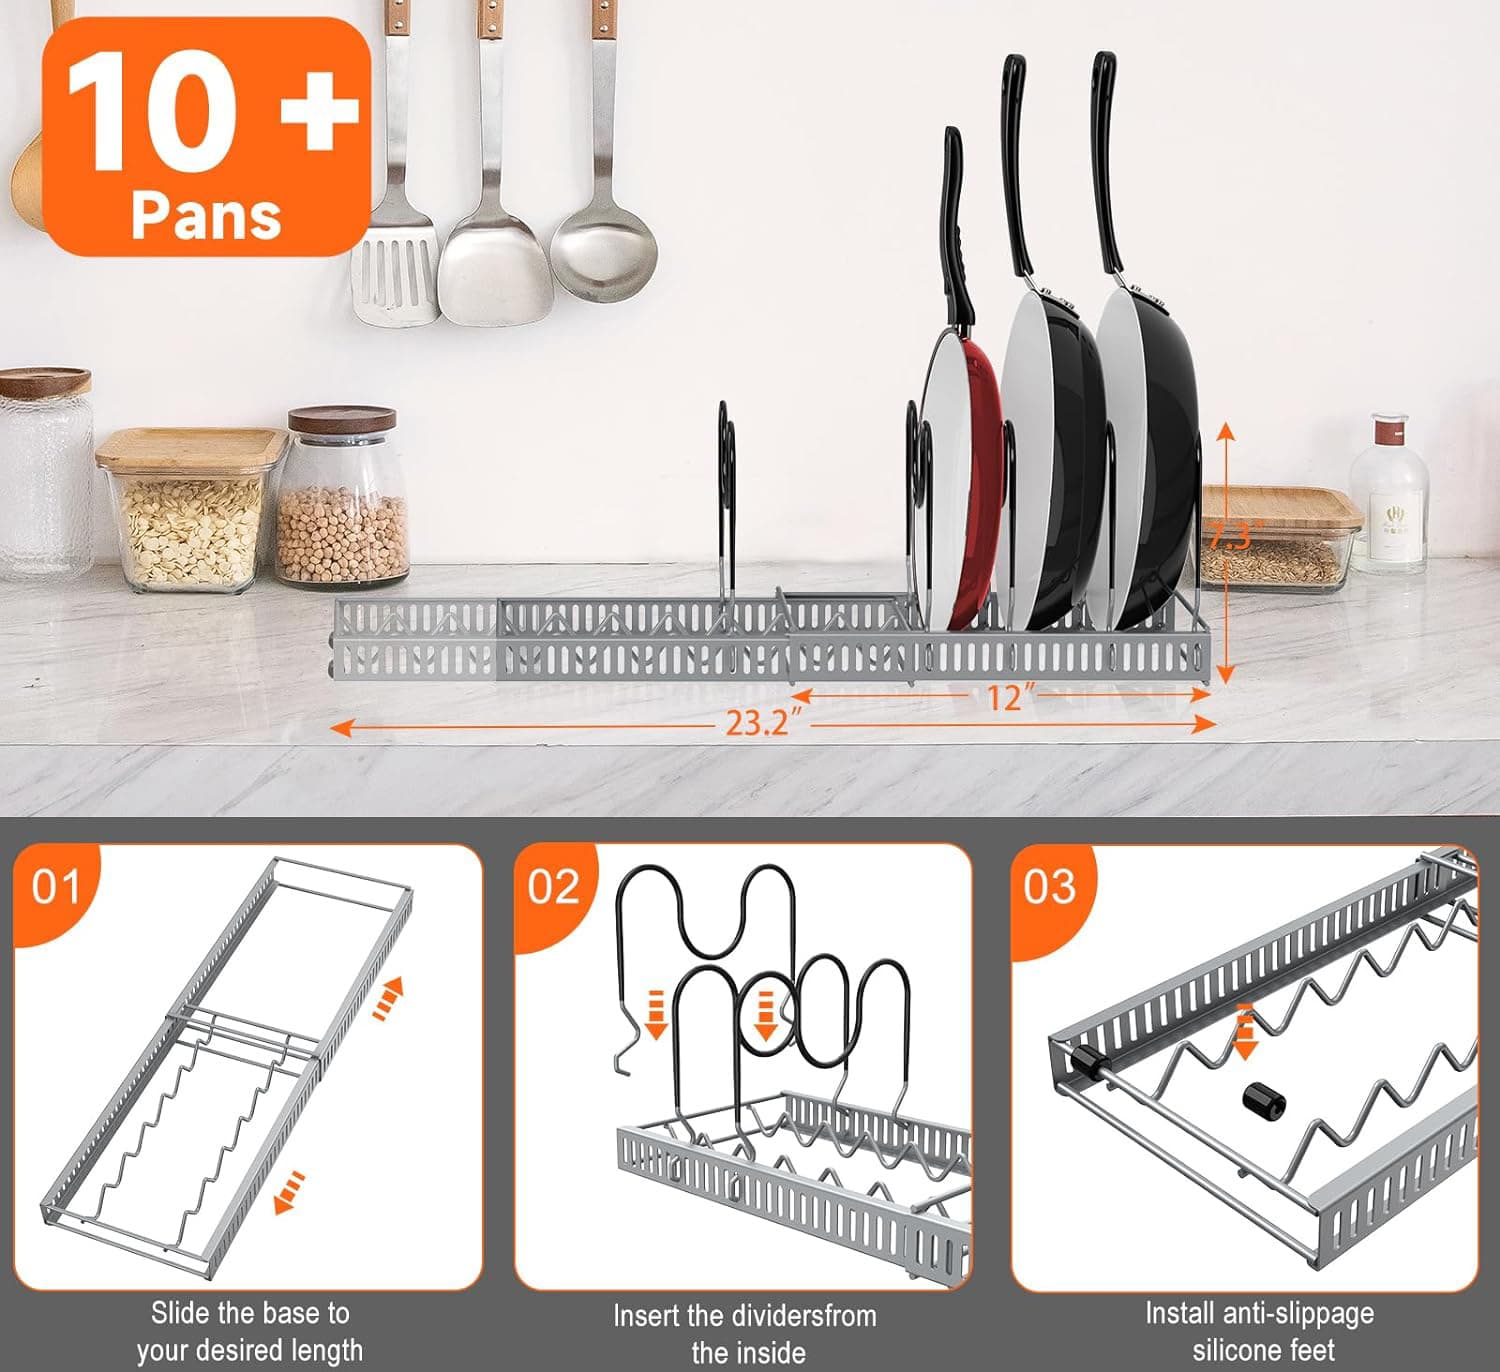 10 +
Pans
7.3"
12"
23.2"
01
Slide the base to
your desired length
02
Insert the dividersfrom
the inside
03
Install anti-slippage
silicone feet